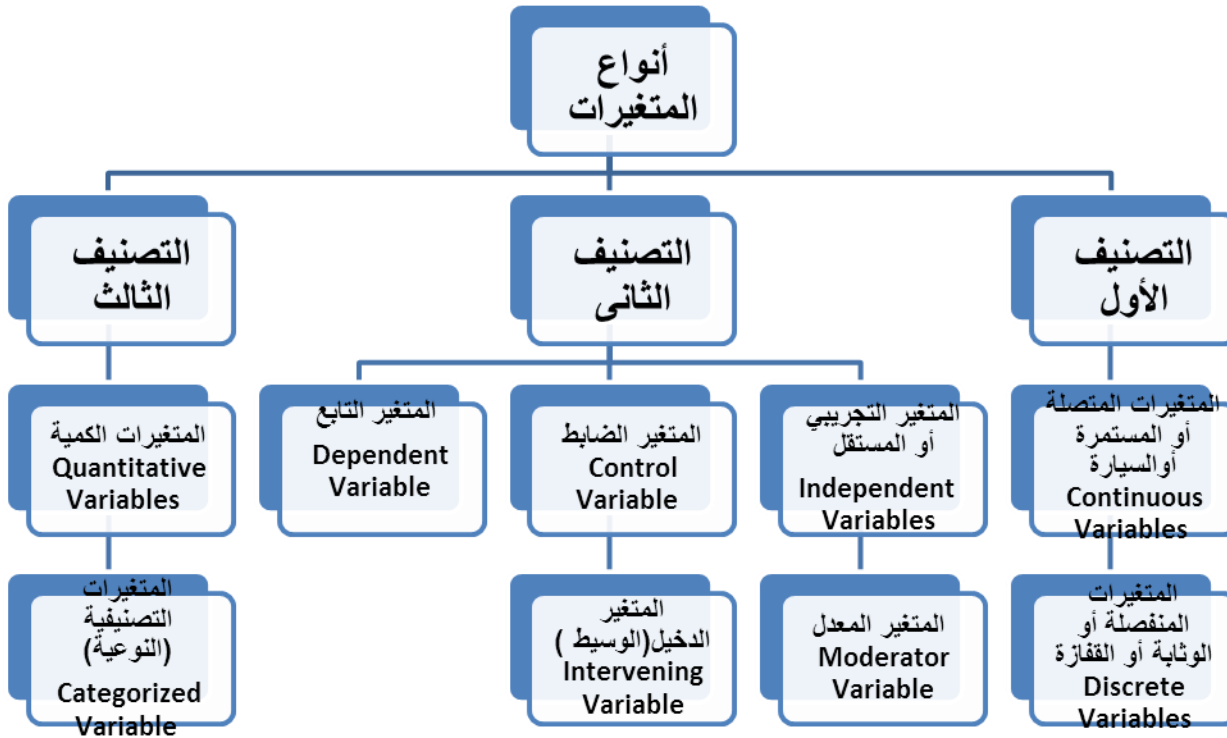 أنواع
المتغيرات
التصنيف
الأول
التصنيف
الثانى
التصنيف
الثالث
المتغيرات المتصلة
أو المستمرة
أوالسيارة
Continuous
Variables
المتغير التجريبي
أو المستقل
Independent
Variables
المتغير الضابط
Control
Variable
المتغير التابع
Dependent
Variable
المتغيرات الكمية
Quantitative
Variables
المتغيرات
المنفصلة أو
الوثابة أو القفازة
Discrete
Variables
المتغير المعدل
Moderator
Variable
المتغير
الدخيل(الوسيط )
Intervening
Variable
المتغيرات
التصنيفية
(النوعية)
Categorized
Variable